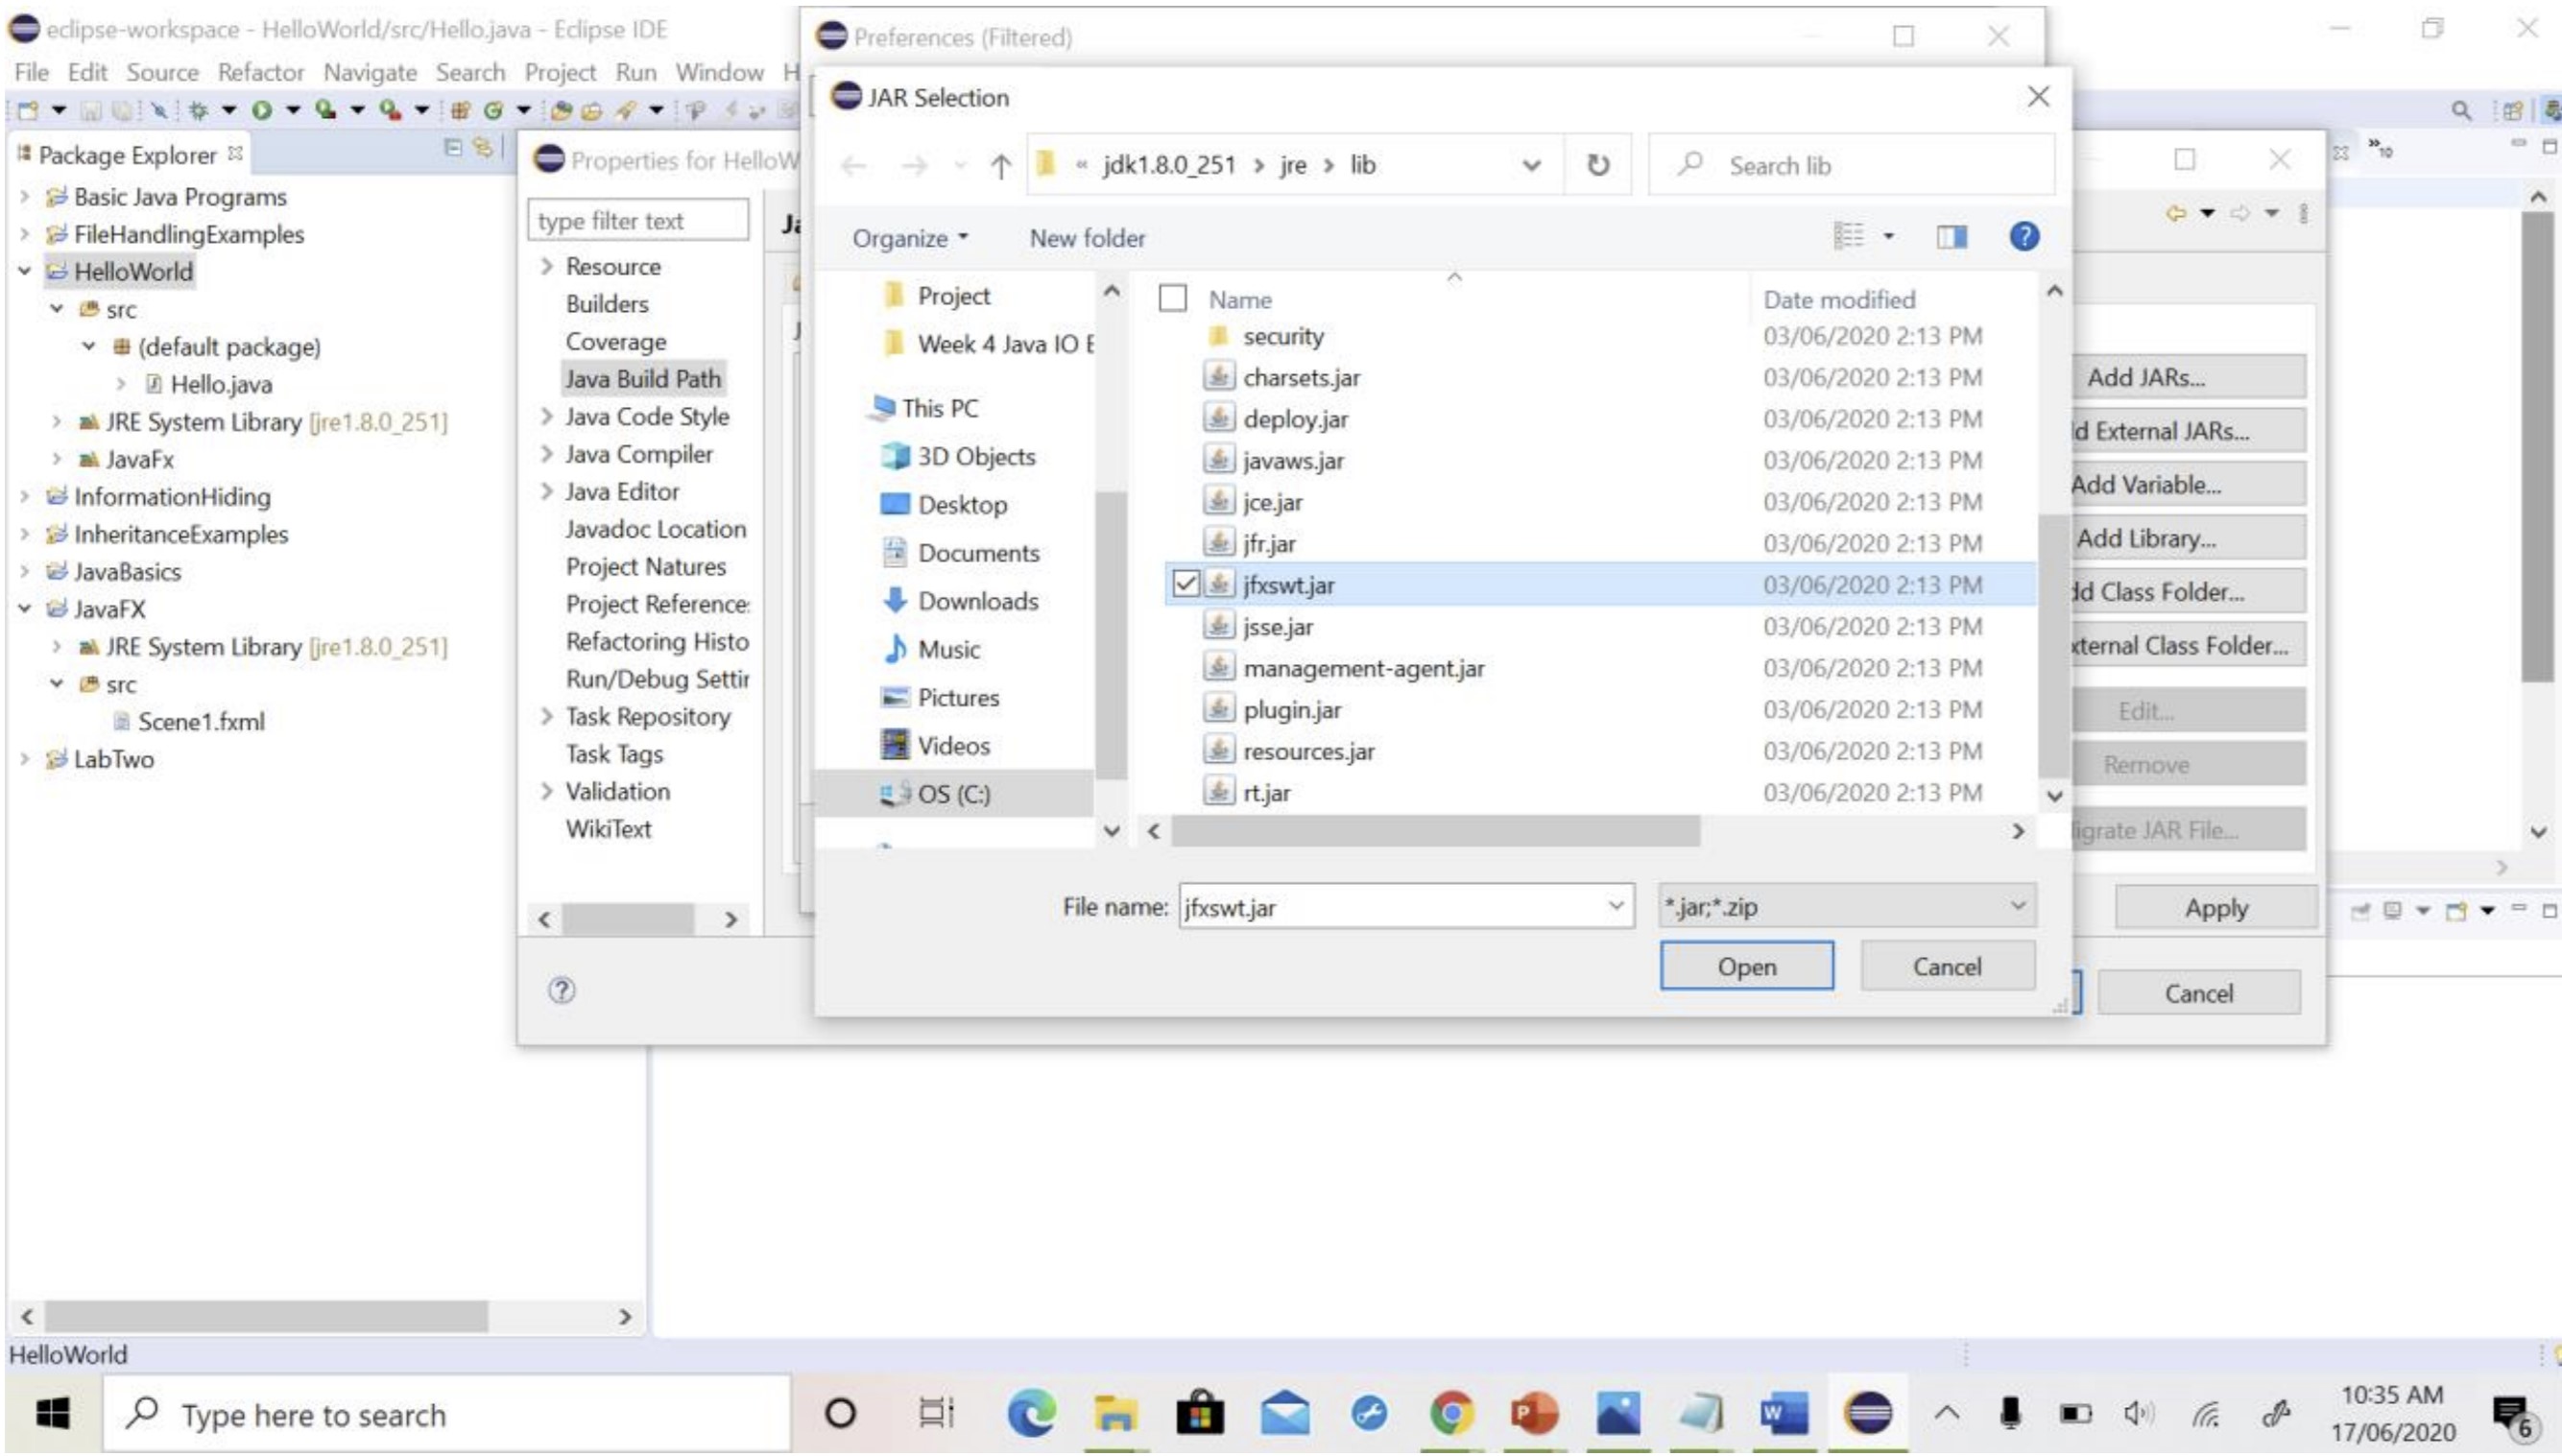 eclipse-workspace - HelloWorld/src/Hello.java - Eclipse IDE
File Edit Source Refactor Navigate Search Project Run Window H
Package Explorer
Basic Java Programs
FileHandlingExamples
HelloWorld
src
(default package)
Hello.java
JRE System Library [jre1.8.0_251]
JavaFx
InformationHiding
InheritanceExamples
JavaBasics
JavaFX
JRE System Library [jre1.8.0_251]
src
Scene1.fxml
LabTwo
Properties for HelloW
type filter text
Resource
Builders
Coverage
Java Build Path
Java Code Style
Java Compiler
Java Editor
Javadoc Location
Project Natures
Project Reference
Refactoring Histo
Run/Debug Settin
Task Repository
Task Tags
Validation
WikiText
Ja
J
Preferences (Filtered)
JAR Selection
« jdk1.8.0_251 > jre > lib
Search lib
Organize
New folder
Project
Week 4 Java IO E
This PC
3D Objects
Desktop
Documents
Downloads
Music
Pictures
Videos
OS (C:)
Name Date modified
security 03/06/2020 2:13 PM
charsets.jar 03/06/2020 2:13 PM
deploy.jar 03/06/2020 2:13 PM
javaws.jar 03/06/2020 2:13 PM
jce.jar 03/06/2020 2:13 PM
jfr.jar 03/06/2020 2:13 PM
jfxswt.jar 03/06/2020 2:13 PM
jsse.jar 03/06/2020 2:13 PM
management-agent.jar 03/06/2020 2:13 PM
plugin.jar 03/06/2020 2:13 PM
resources.jar 03/06/2020 2:13 PM
rt.jar 03/06/2020 2:13 PM
File name: jfxswt.jar
*.jar;*.zip
Open
Cancel
»10
Add JARs...
d External JARs...
Add Variable...
Add Library...
dd Class Folder...
xternal Class Folder...
Edit...
Remove
igrate JAR File...
Apply
Cancel
HelloWorld
Type here to search
10:35 AM
17/06/2020
6